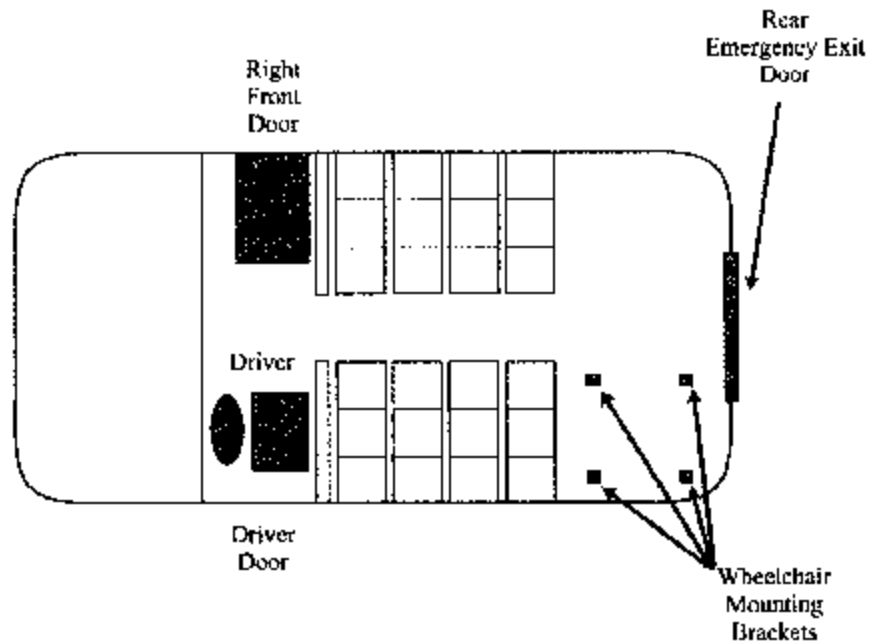 Rear
Emergency Exit
Door
Right
Front
Door
Driver
Driver
Door
Wheelchair
Mounting
Brackets